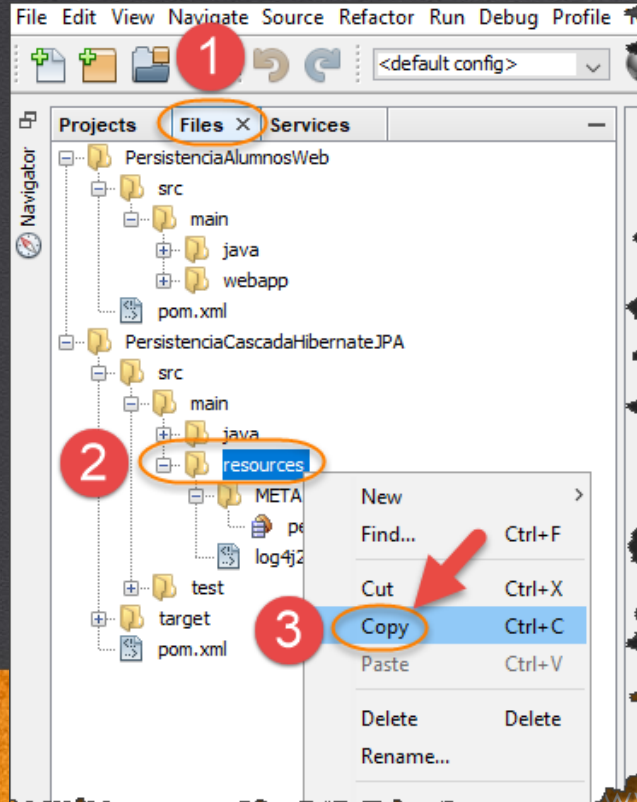 File Edit View Navigate Source Refactor Run Debug Profile
1
<default config>
Projects Files × Services
Navigator
PersistenciaAlumnosWeb
src
main
java
webapp
pom.xml
PersistenciaCascadaHibernateJPA
src
main
java
2
resources
META
New >
pe
Find... Ctrl+F
log4j2
Cut Ctrl+X
test
3
Copy Ctrl+C
target
Paste Ctrl+V
pom.xml
Delete Delete
Rename...